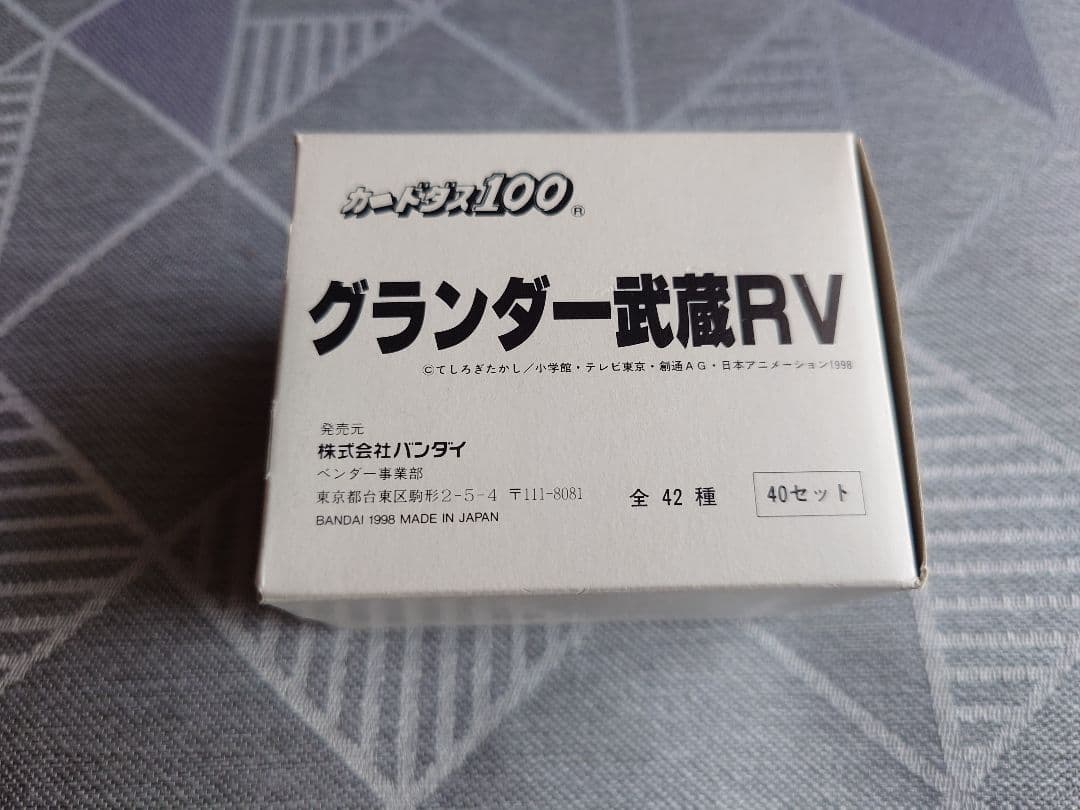 カードダス100®
グランダー武蔵RV
©てしろぎたかし／小学館・テレビ東京・創通AG・日本アニメーション1998
発売元
株式会社バンダイ
ベンダー事業部
東京都台東区駒形2-5-4 〒111-8081
BANDAI 1998 MADE IN JAPAN
全 42 種
40セット